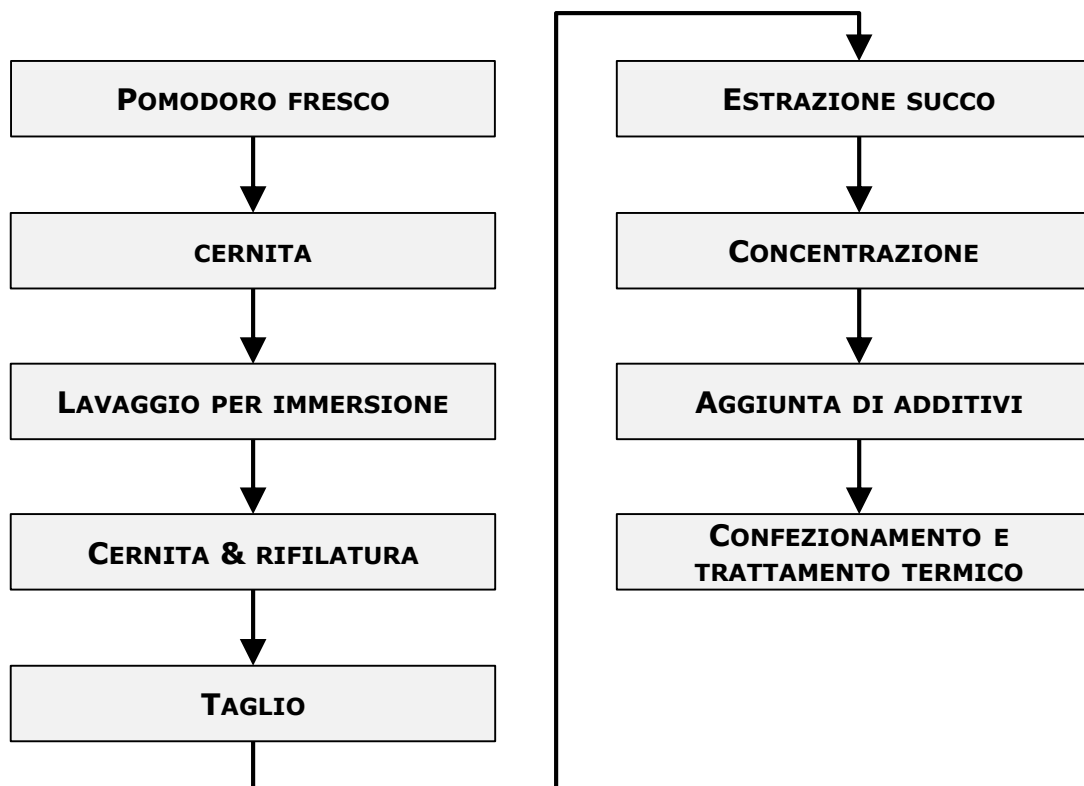 POMODORO FRESCO
CERNITA
LAVAGGIO PER IMMERSIONE
CERNITA & RIFILATURA
TAGLIO
ESTRAZIONE SUCCO
CONCENTRAZIONE
AGGIUNTA DI ADDITIVI
CONFEZIONAMENTO E
TRATTAMENTO TERMICO